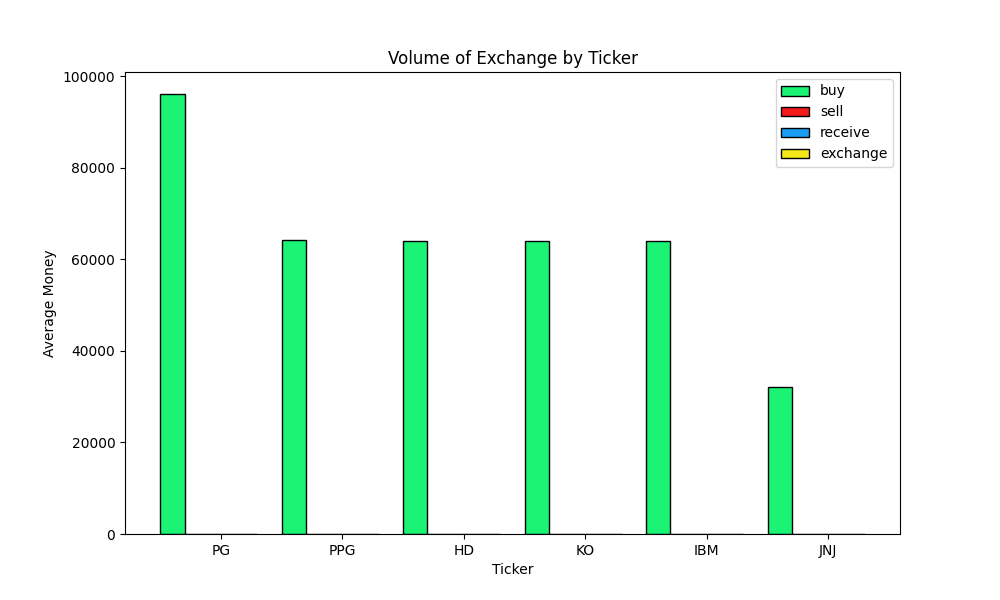 Volume of Exchange by Ticker
100000
80000
60000
40000
20000
0
Average Money
buy
sell
receive
exchange
PG PPG HD KO IBM JNJ
Ticker